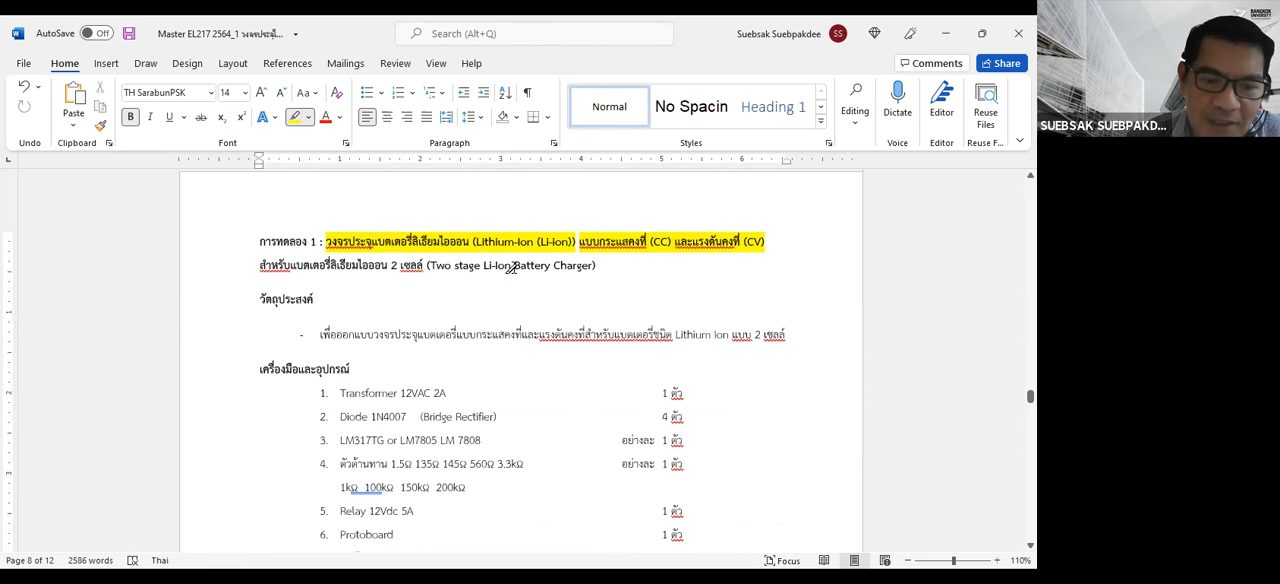 AutoSave Off Master EL217 2564_1 วงจรประจุไ... Search (Alt+Q) Suebsak Suebpakdee SS
BANGKOK UNIVERSITY
File Home Insert Draw Design Layout References Mailings Review View Help Comments Share
TH SarabunPSK 14
Paste Normal No Spacin Heading 1 Editing Dictate Editor Reuse Files
SUEBSAK SUEBPAKD...
Undo Clipboard Font Paragraph Styles Voice Editor Reuse F...
การทดลอง 1 : วงจรประจุแบตเตอรี่ลิเธียมไอออน (Lithium-Ion (Li-ion)) แบบกระแสคงที่ (CC) และแรงดันคงที่ (CV)
สำหรับแบตเตอรี่ลิเธียมไอออน 2 เซลล์ (Two stage Li-Ion Battery Charger)
วัตถุประสงค์
- เพื่อออกแบบวงจรประจุแบตเตอรี่แบบกระแสคงที่และแรงดันคงที่สำหรับแบตเตอรี่ชนิด Lithium Ion แบบ 2 เซลล์
เครื่องมือและอุปกรณ์
1. Transformer 12VAC 2A 1 ตัว
2. Diode 1N4007 (Bridge Rectifier) 4 ตัว
3. LM317TG or LM7805 LM 7808 อย่างละ 1 ตัว
4. ตัวต้านทาน 1.5Ω 135Ω 145Ω 560Ω 3.3kΩ อย่างละ 1 ตัว
1kΩ 100kΩ 150kΩ 200kΩ
5. Relay 12Vdc 5A 1 ตัว
6. Protoboard 1 ตัว
Page 8 of 12 2586 words Thai Focus 110%